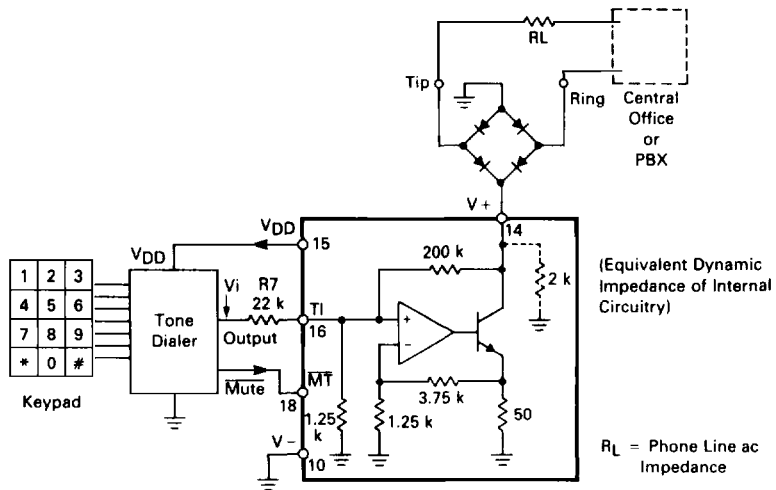 RL
Tip
Ring
Central
Office
or
PBX
V+
14
VDD
15
VDD
200 k
2 k
(Equivalent Dynamic
Impedance of Internal
Circuitry)
1 2 3
4 5 6
7 8 9
* 0 #
Keypad
Tone
Dialer
Vi
R7
22 k
Output
TI
16
+
−
Mute
MT
18
1.25
k
3.75 k
1.25 k
50
V−
10
RL = Phone Line ac
Impedance